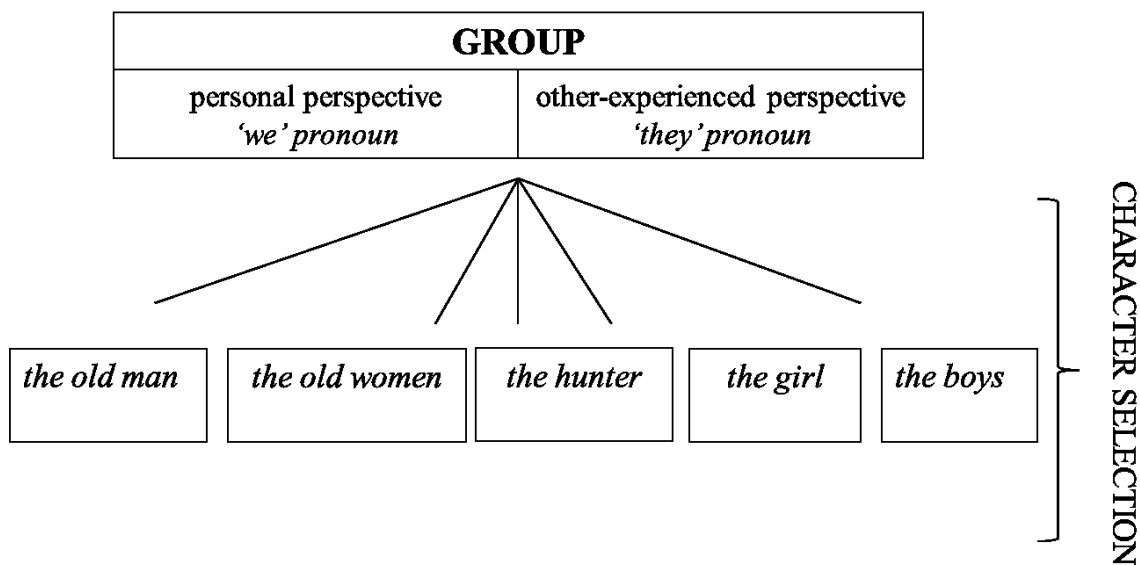 GROUP
personal perspective
‘we’ pronoun
other-experienced perspective
‘they’ pronoun
the old man
the old women
the hunter
the girl
the boys
CHARACTER SELECTION